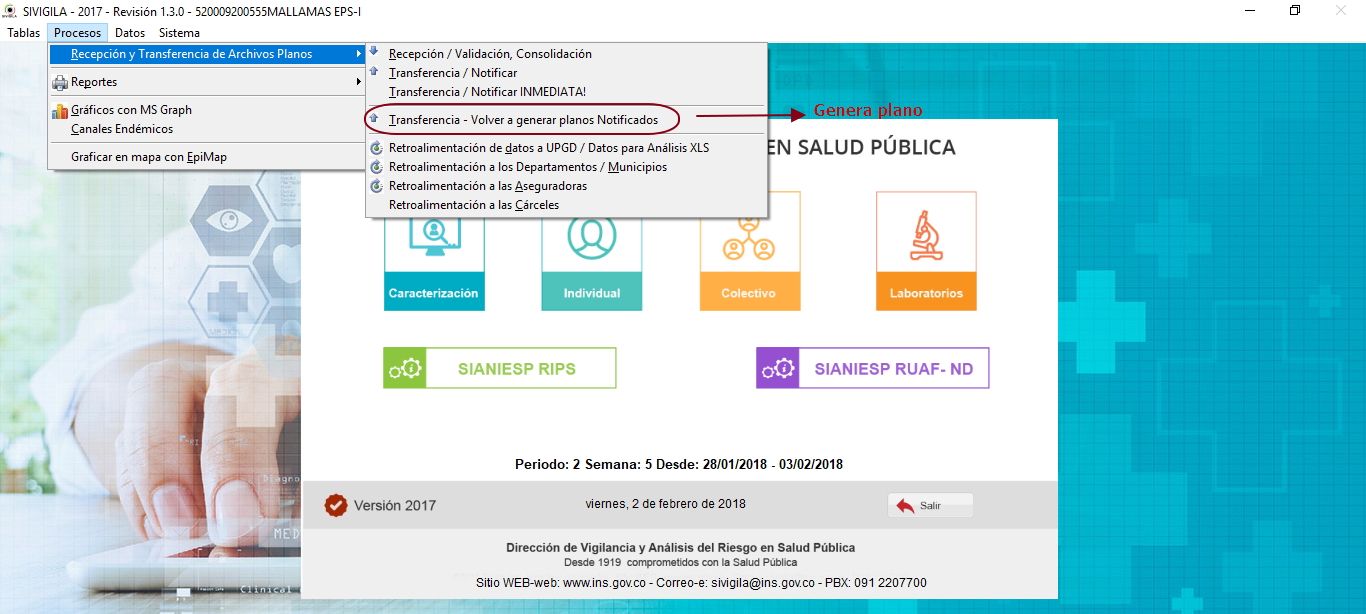 SIVIGILA - 2017 - Revisión 1.3.0 - 520009200555MALLAMAS EPS-I
Tablas Procesos Datos Sistema
Recepción y Transferencia de Archivos Planos
Reportes
Gráficos con MS Graph
Canales Endémicos
Graficar en mapa con EpiMap
Recepción / Validación, Consolidación
Transferencia / Notificar
Transferencia / Notificar INMEDIATA!
Transferencia - Volver a generar planos Notificados
Retroalimentación de datos a UPGD / Datos para Análisis XLS
Retroalimentación a los Departamentos / Municipios
Retroalimentación a las Aseguradoras
Retroalimentación a las Cárceles
Genera plano
EN SALUD PÚBLICA
Caracterización Individual Colectivo Laboratorios
SIANIESP RIPS SIANIESP RUAF- ND
Periodo: 2 Semana: 5 Desde: 28/01/2018 - 03/02/2018
Versión 2017 viernes, 2 de febrero de 2018 Salir
Dirección de Vigilancia y Análisis del Riesgo en Salud Pública
Desde 1919 comprometidos con la Salud Pública
Sitio WEB-web: www.ins.gov.co - Correo-e: sivigila@ins.gov.co - PBX: 091 2207700
MED
Clinical